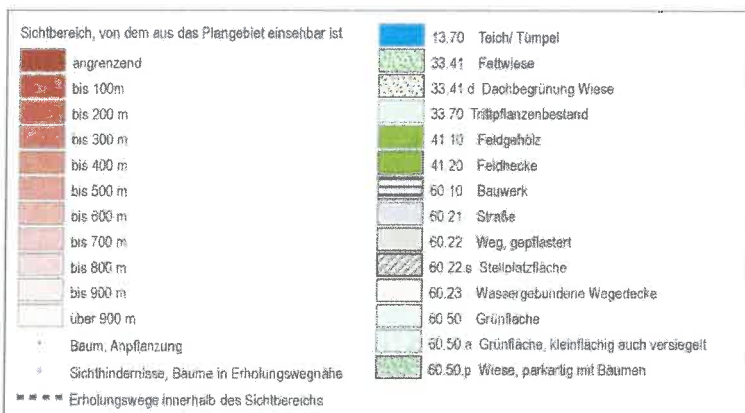 Sichtbereich, von dem aus das Plangebiet einsehbar ist
angrenzend
bis 100m
bis 200 m
bis 300 m
bis 400 m
bis 500 m
bis 600 m
bis 700 m
bis 800 m
bis 900 m
über 900 m
Baum, Anpflanzung
Sichthindernisse, Bäume in Erholungswegnähe
Erholungswege innerhalb des Sichtbereichs
13.70 Teich/ Tümpel
33.41 Fettwiese
33.41 d Dachbegrünung Wiese
33.70 Trittpflanzenbestand
41.10 Feldgehölz
41.20 Feldhecke
60.10 Bauwerk
60.21 Straße
60.22 Weg, gepflastert
60.22.s Stellplatzfläche
60.23 Wassergebundene Wegedecke
60.50 Grünfläche
60.50.a Grünfläche, kleinflächig auch versiegelt
60.50.p Wiese, parkartig mit Bäumen